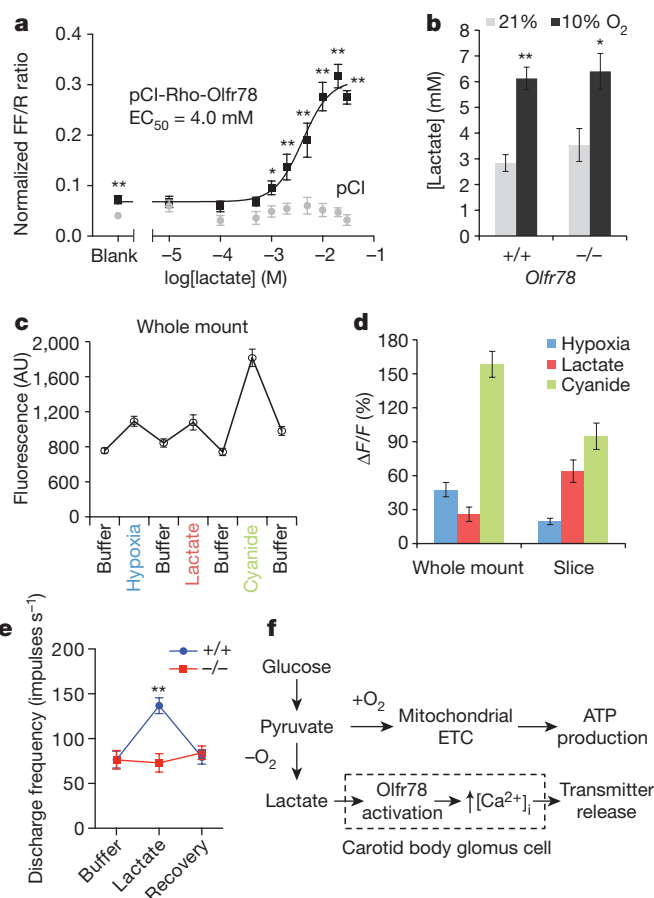 a
Normalized FF/R ratio
0.4
0.3
0.2
0.1
0.0
pCI-Rho-Olfr78
EC50 = 4.0 mM
**
*
**
**
**
**
**
pCI
Blank
−5
−4
−3
−2
−1
log[lactate] (M)
b
21%
10% O2
[Lactate] (mM)
8
7
6
5
4
3
2
1
0
**
*
+/+
−/−
Olfr78
c
Whole mount
Fluorescence (AU)
2,000
1,600
1,200
800
400
0
Buffer
Hypoxia
Buffer
Lactate
Buffer
Cyanide
Buffer
d
Hypoxia
Lactate
Cyanide
ΔF/F (%)
180
150
120
90
60
30
0
Whole mount
Slice
e
+/+
−/−
Discharge frequency (impulses s−1)
200
150
100
50
0
**
Buffer
Lactate
Recovery
f
Glucose
Pyruvate
+O2
Mitochondrial
ETC
ATP
production
−O2
Lactate
Olfr78
activation
↑[Ca2+]i
Transmitter
release
Carotid body glomus cell